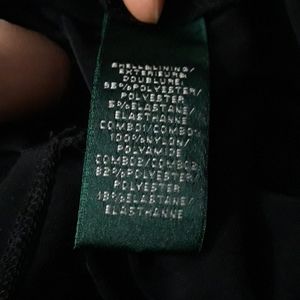 SHELL&LINING/
EXTERIEUR&
DOUBLURE:
95%POLYESTER/
POLYESTER
5%ELASTANE/
ELASTHANNE
COMBO1/COMBO1
100%NYLON/
POLYAMIDE
COMBO2/COMBO2
82%POLYESTER/
POLYESTER
18%ELASTANE/
ELASTHANNE